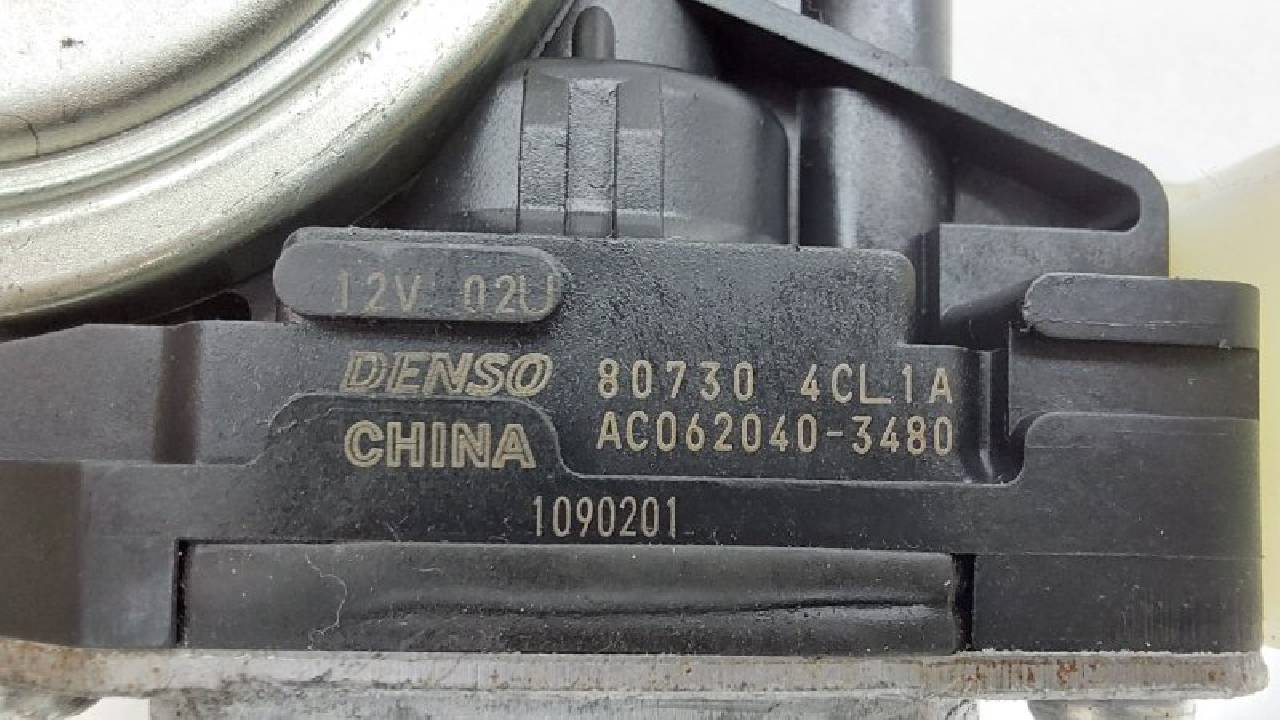 12V 02U
DENSO 80730 4CL1A
CHINA AC062040-3480
1090201